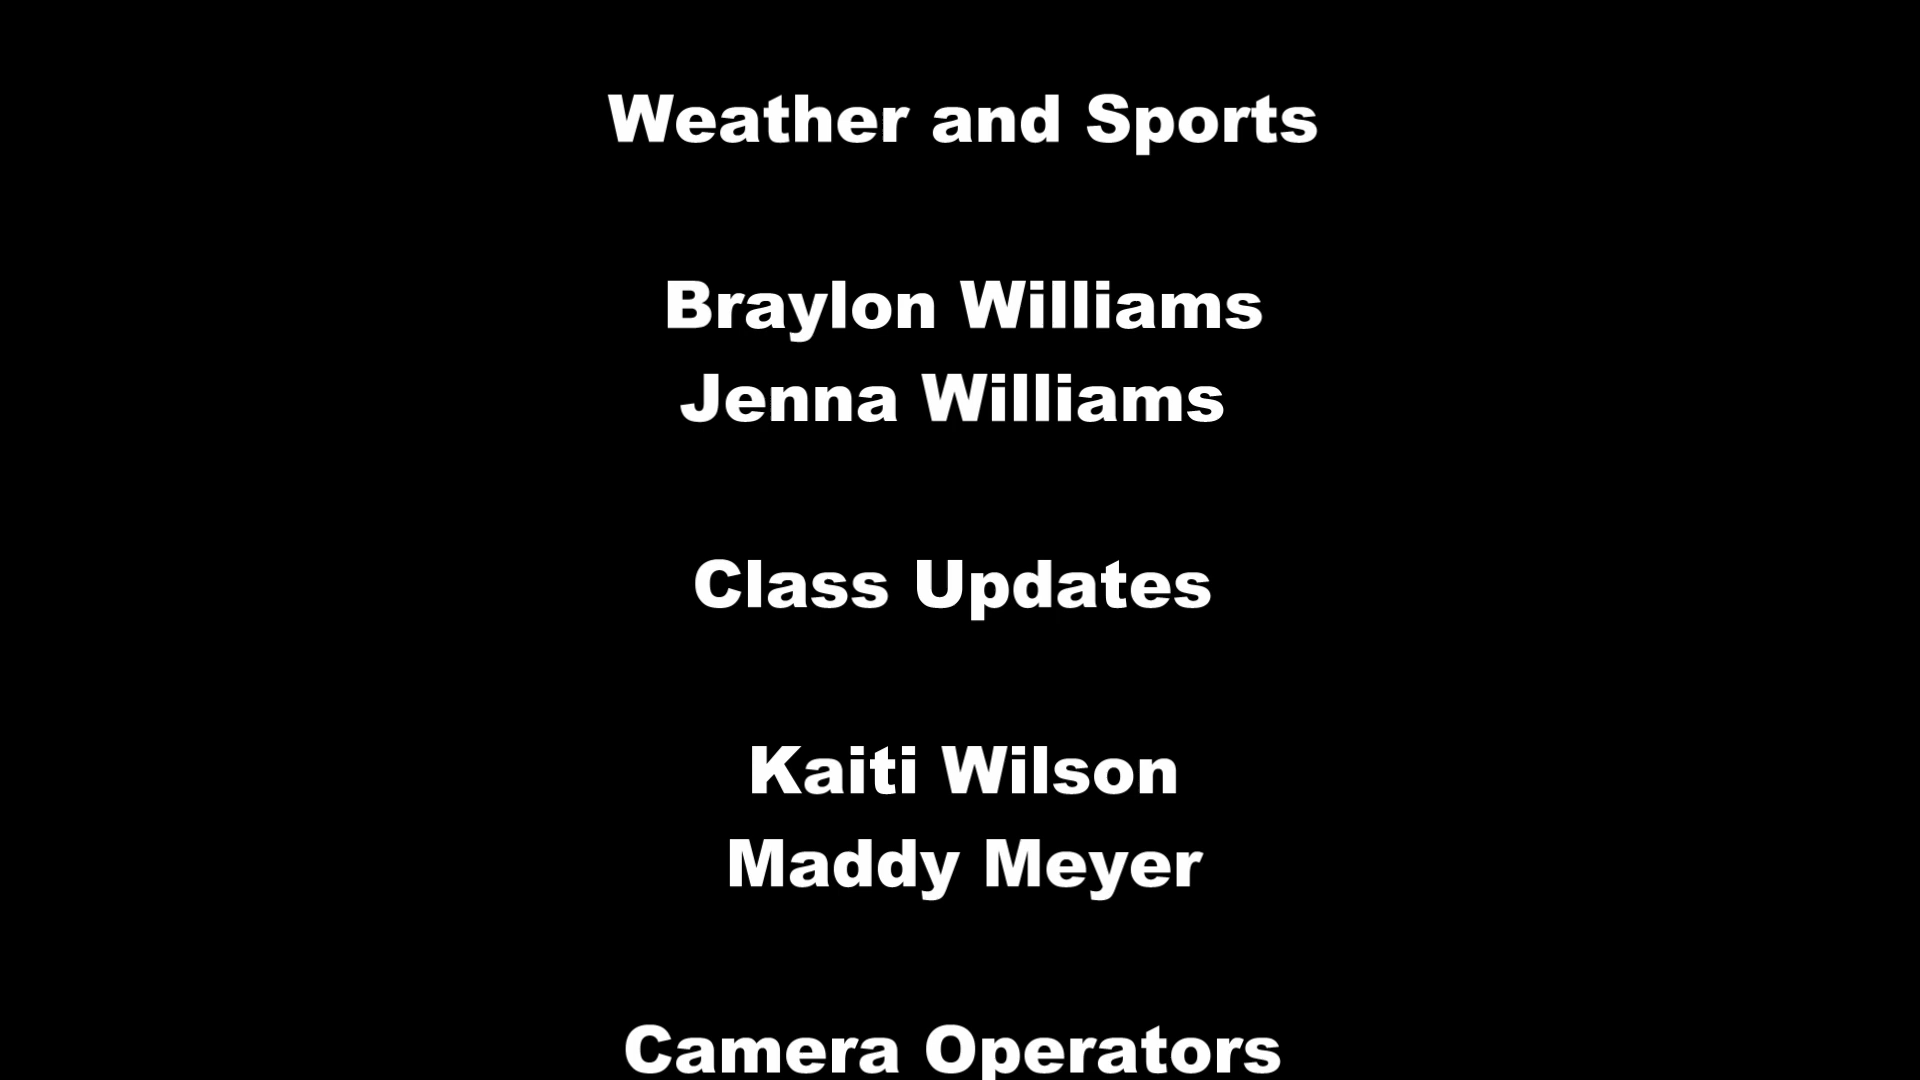 Weather and Sports
Braylon Williams
Jenna Williams
Class Updates
Kaiti Wilson
Maddy Meyer
Camera Operators